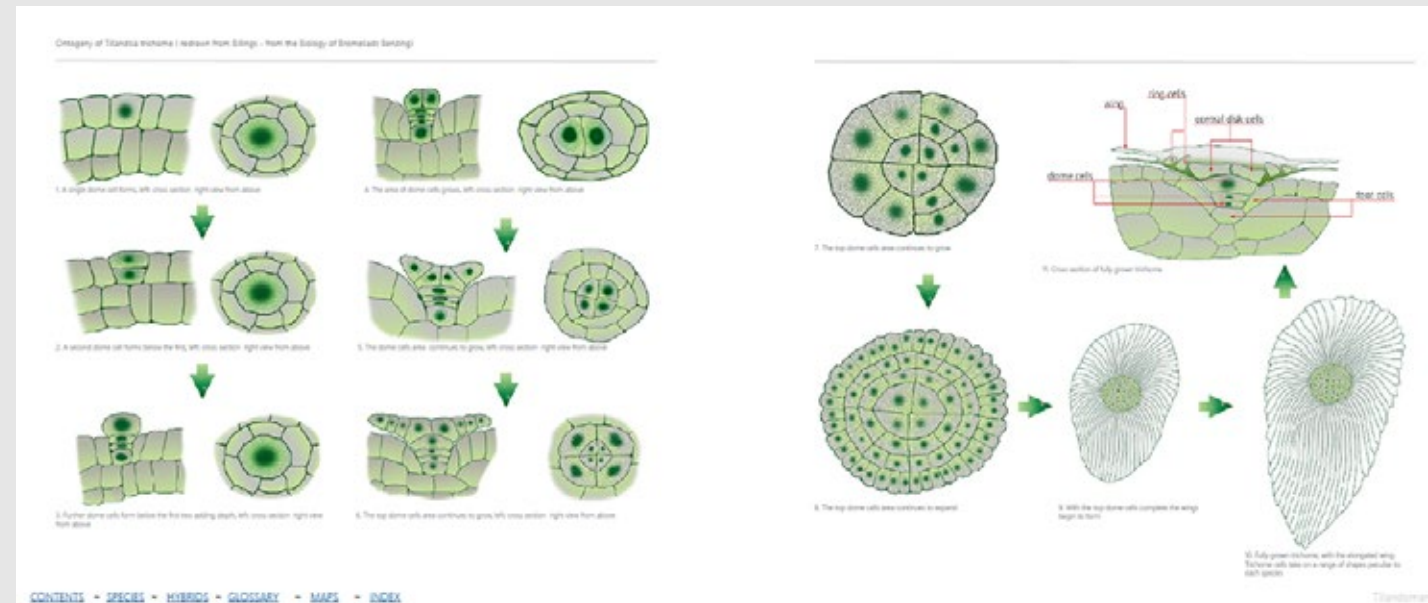 Ontogeny of Tillandsia trichome ( redrawn from Billings - from the Biology of Bromeliads Benzing)
1. A single dome cell forms, left cross section right view from above
2. A second dome cell forms below the first, left cross section right view from above
3. Further dome cells form below the first two adding depth, left cross section right view
from above
4. The area of dome cells grows, left cross section right view from above
5. The dome cells area continues to grow, left cross section right view from above
6. The top dome cells area continues to grow, left cross section right view from above
7. The top dome cells area continues to grow
8. The top dome cells area continues to expand
9. With the top dome cells complete the wings
begin to form
10. Fully grown trichome, with the elongated wing.
Trichome cells take on a range of shapes peculiar to
each species
wing
ring cells
central disk cells
dome cells
foot cells
11. Cross section of fully grown trichome
CONTENTS - SPECIES - HYBRIDS - GLOSSARY - MAPS - INDEX